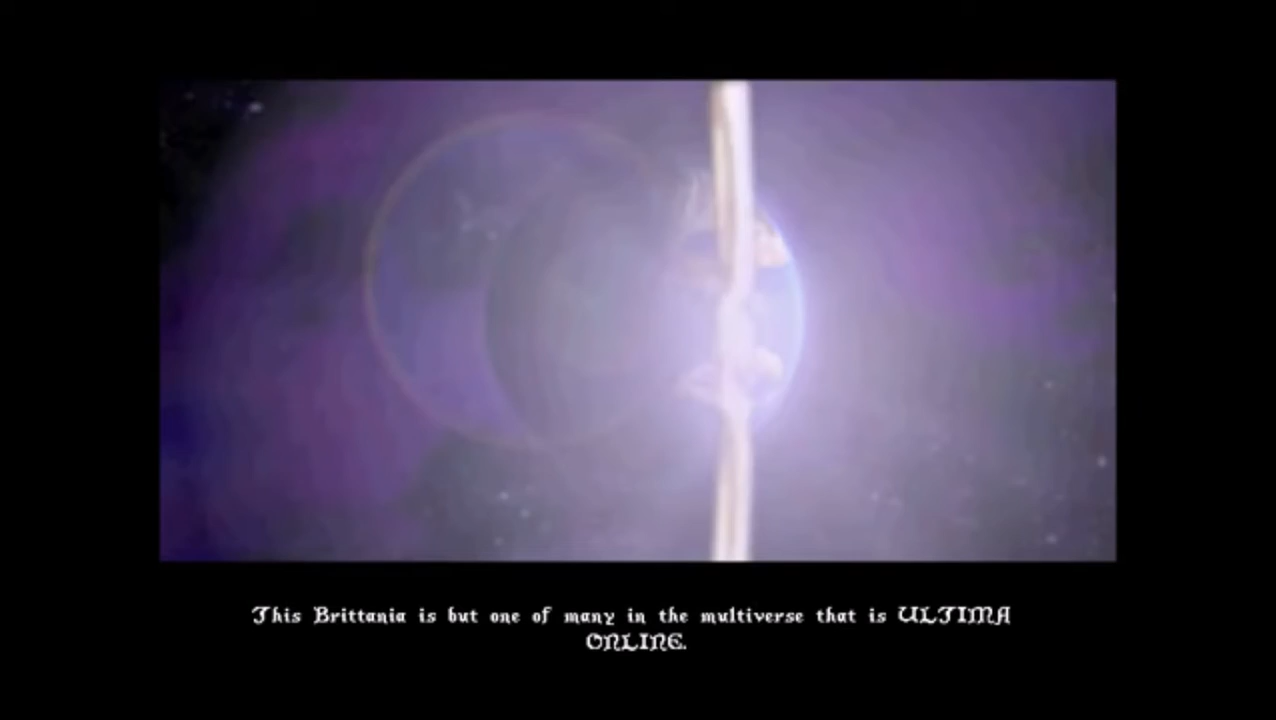 This Brittania is but one of many in the multiverse that is ULTIMA
ONLINE.